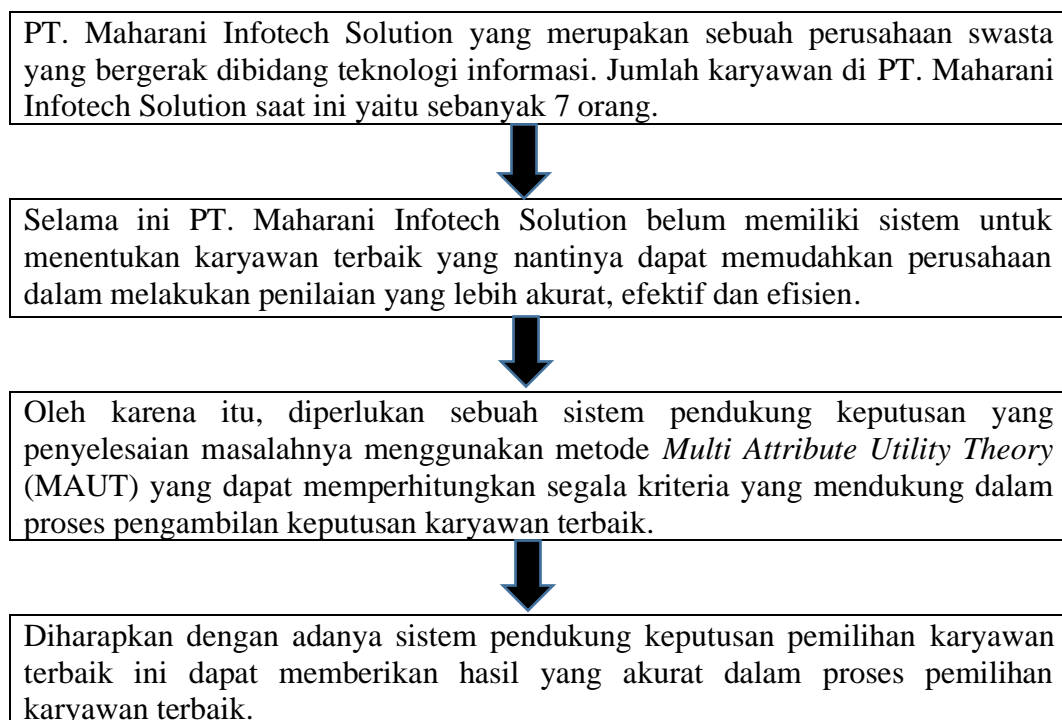 PT. Maharani Infotech Solution yang merupakan sebuah perusahaan swasta
yang bergerak dibidang teknologi informasi. Jumlah karyawan di PT. Maharani
Infotech Solution saat ini yaitu sebanyak 7 orang.
Selama ini PT. Maharani Infotech Solution belum memiliki sistem untuk
menentukan karyawan terbaik yang nantinya dapat memudahkan perusahaan
dalam melakukan penilaian yang lebih akurat, efektif dan efisien.
Oleh karena itu, diperlukan sebuah sistem pendukung keputusan yang
penyelesaian masalahnya menggunakan metode Multi Attribute Utility Theory
(MAUT) yang dapat memperhitungkan segala kriteria yang mendukung dalam
proses pengambilan keputusan karyawan terbaik.
Diharapkan dengan adanya sistem pendukung keputusan pemilihan karyawan
terbaik ini dapat memberikan hasil yang akurat dalam proses pemilihan
karyawan terbaik.